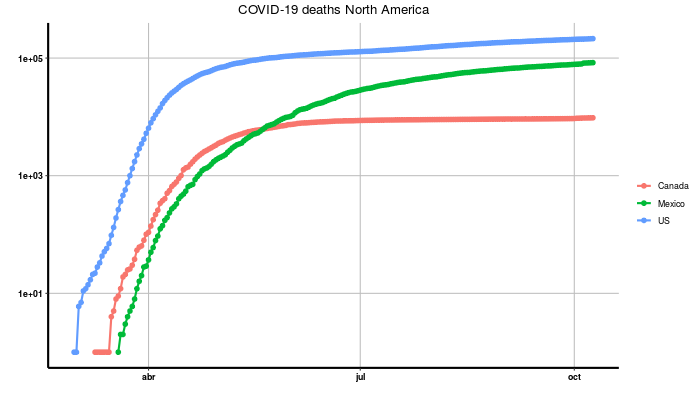 COVID-19 deaths North America
1e+05
1e+03
1e+01
abr
jul
oct
Canada
Mexico
US